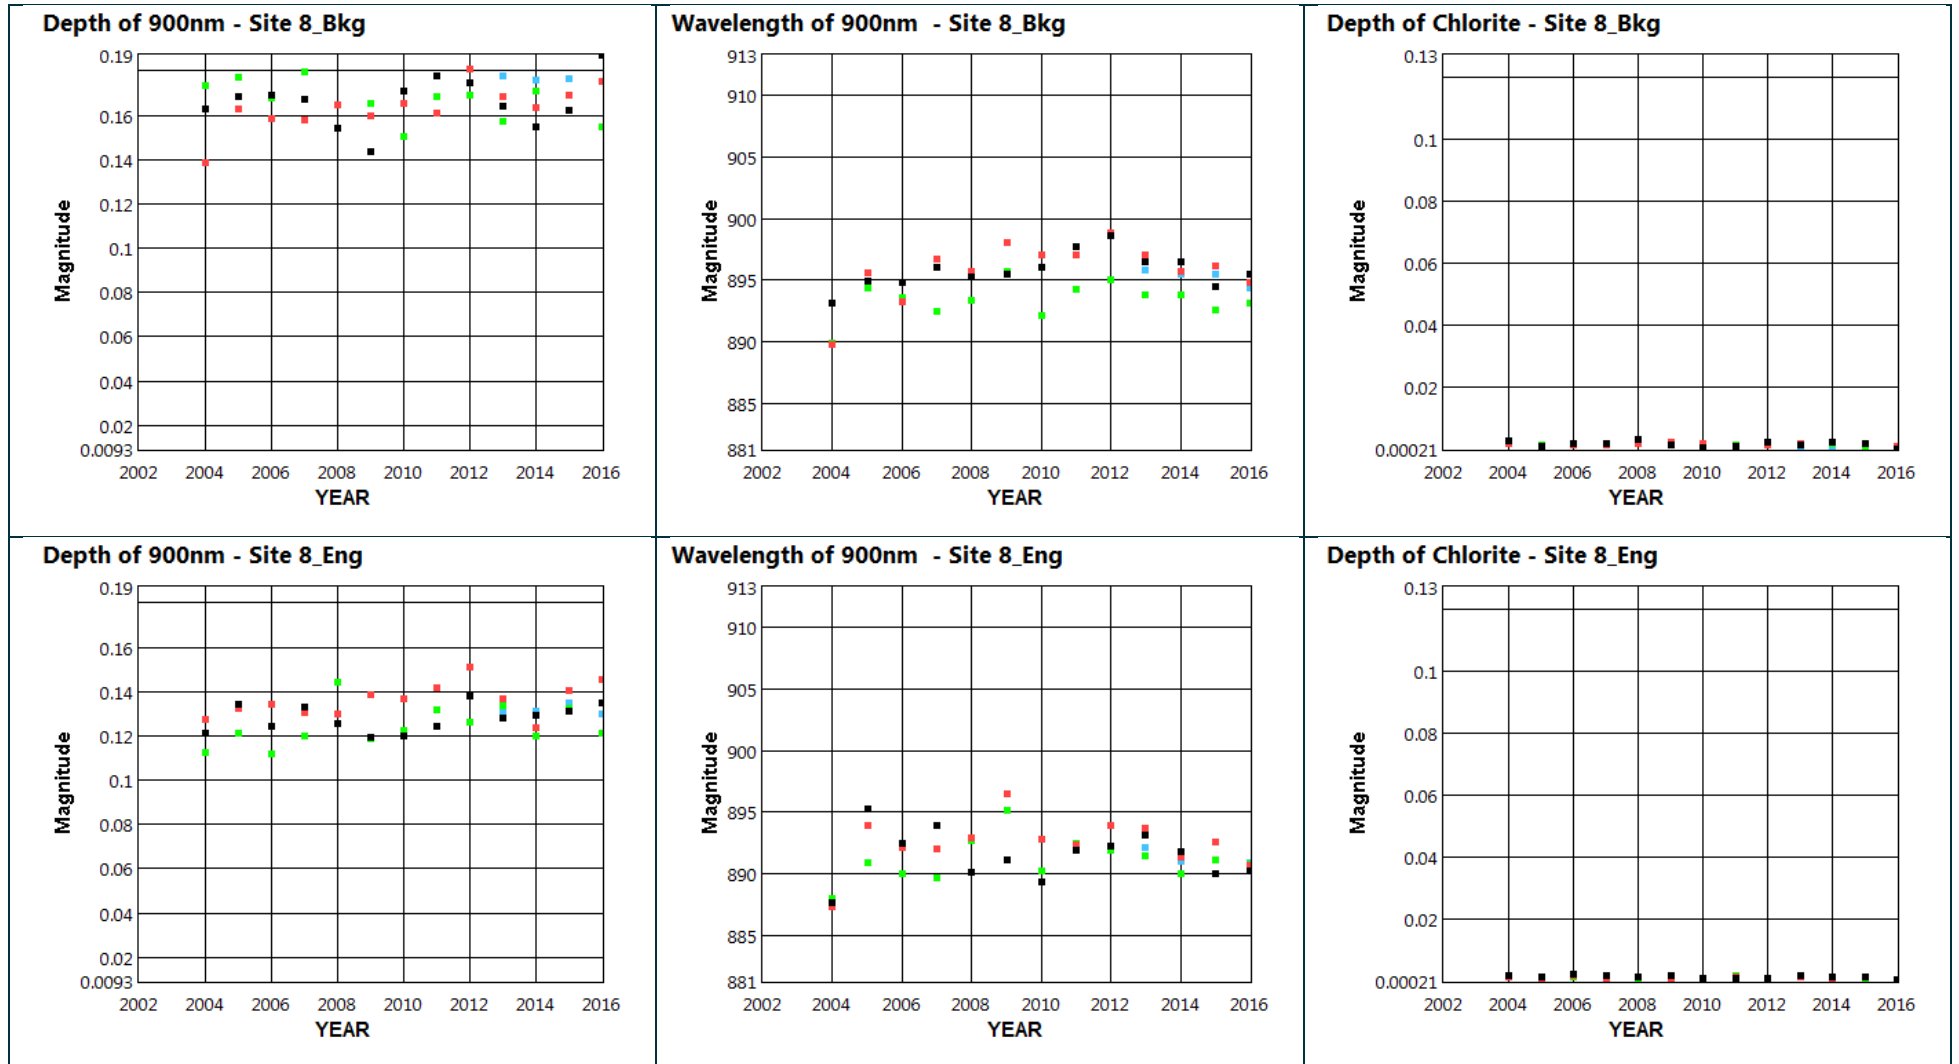 Depth of 900nm - Site 8_Bkg
0.19
0.16
0.14
0.12
0.1
0.08
0.06
0.04
0.02
0.0093
Magnitude
2002 2004 2006 2008 2010 2012 2014 2016
YEAR
Wavelength of 900nm - Site 8_Bkg
913
910
905
900
895
890
885
881
Magnitude
2002 2004 2006 2008 2010 2012 2014 2016
YEAR
Depth of Chlorite - Site 8_Bkg
0.13
0.1
0.08
0.06
0.04
0.02
0.00021
Magnitude
2002 2004 2006 2008 2010 2012 2014 2016
YEAR
Depth of 900nm - Site 8_Eng
0.19
0.16
0.14
0.12
0.1
0.08
0.06
0.04
0.02
0.0093
Magnitude
2002 2004 2006 2008 2010 2012 2014 2016
YEAR
Wavelength of 900nm - Site 8_Eng
913
910
905
900
895
890
885
881
Magnitude
2002 2004 2006 2008 2010 2012 2014 2016
YEAR
Depth of Chlorite - Site 8_Eng
0.13
0.1
0.08
0.06
0.04
0.02
0.00021
Magnitude
2002 2004 2006 2008 2010 2012 2014 2016
YEAR